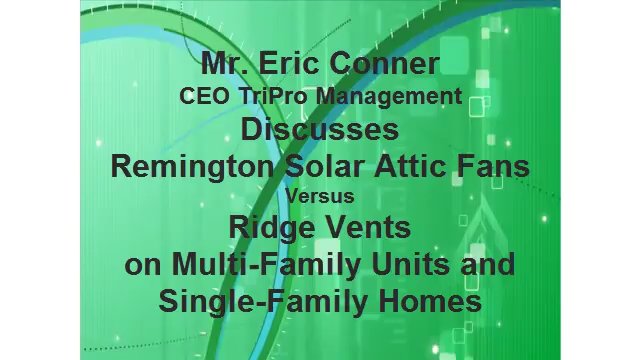 Mr. Eric Conner
CEO TriPro Management
Discusses
Remington Solar Attic Fans
Versus
Ridge Vents
on Multi-Family Units and
Single-Family Homes